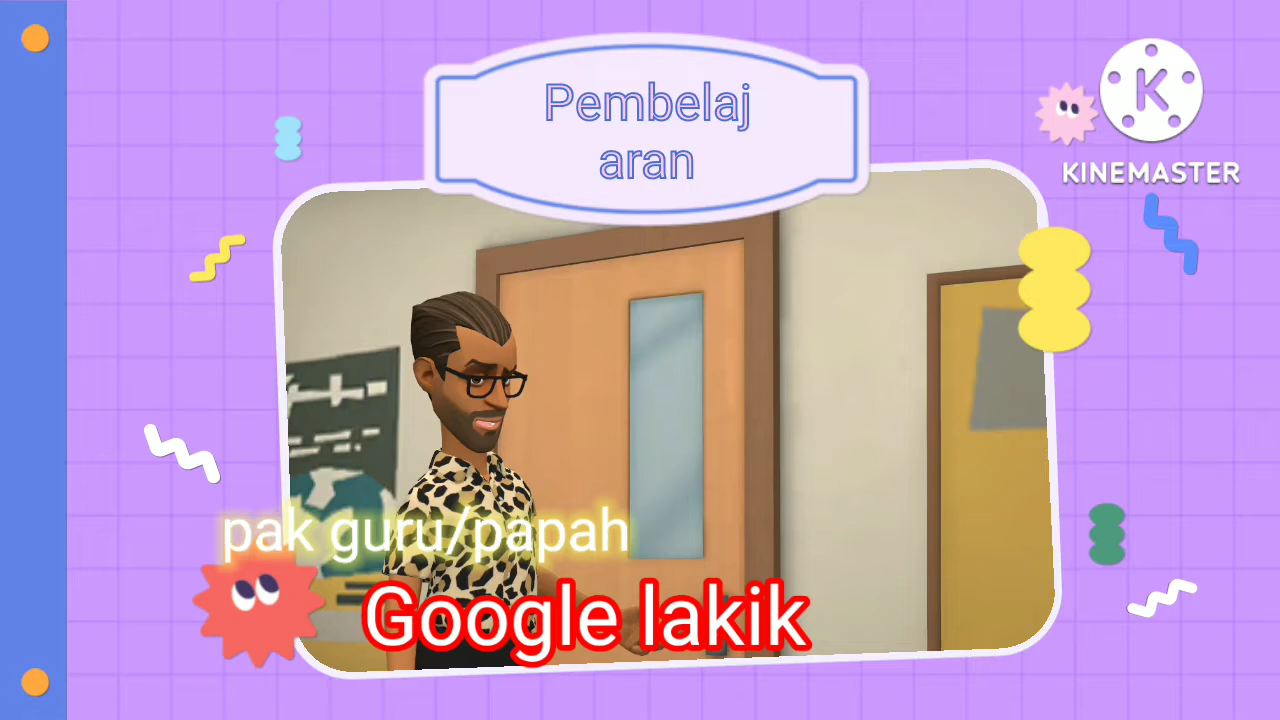 Pembelaj
aran
K
KINEMASTER
pak guru/papah
Google lakik